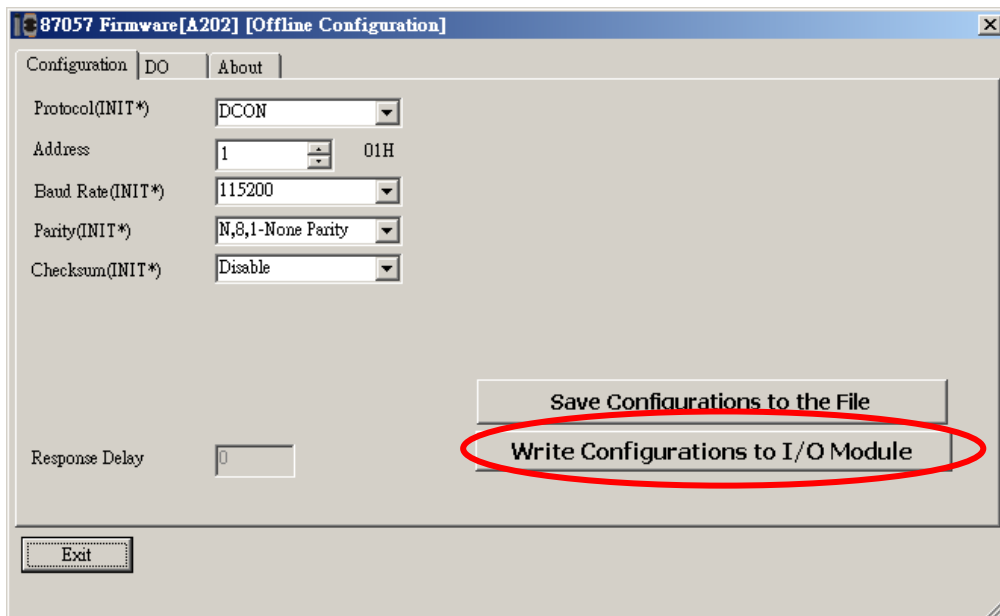 87057 Firmware[A202] [Offline Configuration]
Configuration DO About
Protocol(INIT*) DCON
Address 1 01H
Baud Rate(INIT*) 115200
Parity(INIT*) N,8,1-None Parity
Checksum(INIT*) Disable
Save Configurations to the File
Write Configurations to I/O Module
Response Delay 0
Exit